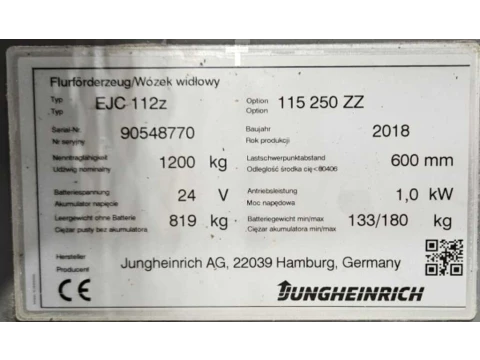 Flurförderzeug/Wózek widłowy
Typ EJC 112z Option 115 250 ZZ
Typ Option
Serial-Nr. 90548770 Baujahr 2018
Nr seryjny Rok produkcji
Nenntragfähigkeit 1200 kg Lastschwerpunktabstand 600 mm
Udźwig nominalny Odległość środka cię<80406
Batteriespannung 24 V Antriebsleistung 1,0 kW
Akumulator napięcie Moc napędowa
Leergewicht ohne Batterie 819 kg Batteriegewicht min/max 133/180 kg
Ciężar pusty bez akumulatora Ciężar akumulatora min/max
Hersteller Jungheinrich AG, 22039 Hamburg, Germany
Producent
CE JUNGHEINRICH